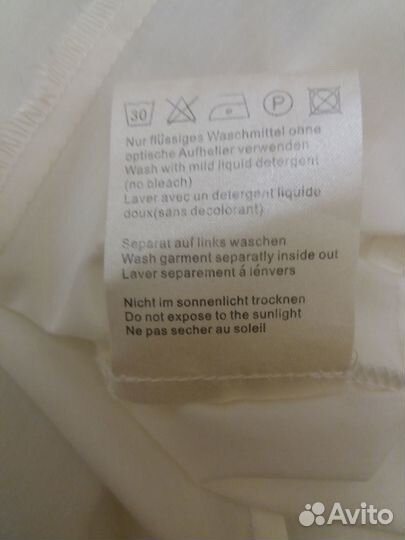 30 P
Nur flüssiges Waschmittel ohne
optische Aufheller verwenden
Wash with mild liquid detergent
(no bleach)
Laver avec un detergent liquide
doux(sans decolorant)
Separat auf links waschen
Wash garment separatly inside out
Laver separement á lénvers
Nicht im sonnenlicht trocknen
Do not expose to the sunlight
Ne pas secher au soleil
Avito